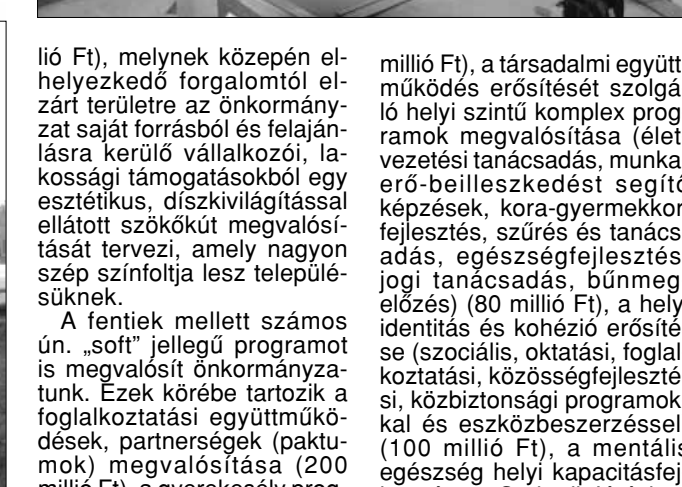 lió Ft), melynek közepén el-
helyezkedő forgalomtól el-
zárt területre az önkormány-
zat saját forrásból és felaján-
lásra kerülő vállalkozói, la-
kossági támogatásokból egy
esztétikus, díszkivilágítással
ellátott szökőkút megvalósí-
tását tervezi, amely nagyon
szép színfoltja lesz települé-
süknek.
A fentiek mellett számos
ún. „soft” jellegű programot
is megvalósít önkormányza-
tunk. Ezek körébe tartozik a
foglalkoztatási együttműkö-
dések, partnerségek (paktu-
mok) megvalósítása (200
millió Ft), a gyerekesély prog-
millió Ft), a társadalmi együtt
működés erősítését szolgá
ló helyi szintű komplex prog
ramok megvalósítása (élet
vezetési tanácsadás, munka
erő-beilleszkedést segítő
képzések, kora-gyermekkor
fejlesztés, szűrés és tanács
adás, egészségfejlesztés
jogi tanácsadás, bűnmeg
előzés) (80 millió Ft), a hely
identitás és kohézió erősíté
se (szociális, oktatási, foglal
koztatási, közösségfejleszté
si, közbiztonsági programok
kal és eszközbeszerzéssel
(100 millió Ft), a mentális
egészség helyi kapacitásfej